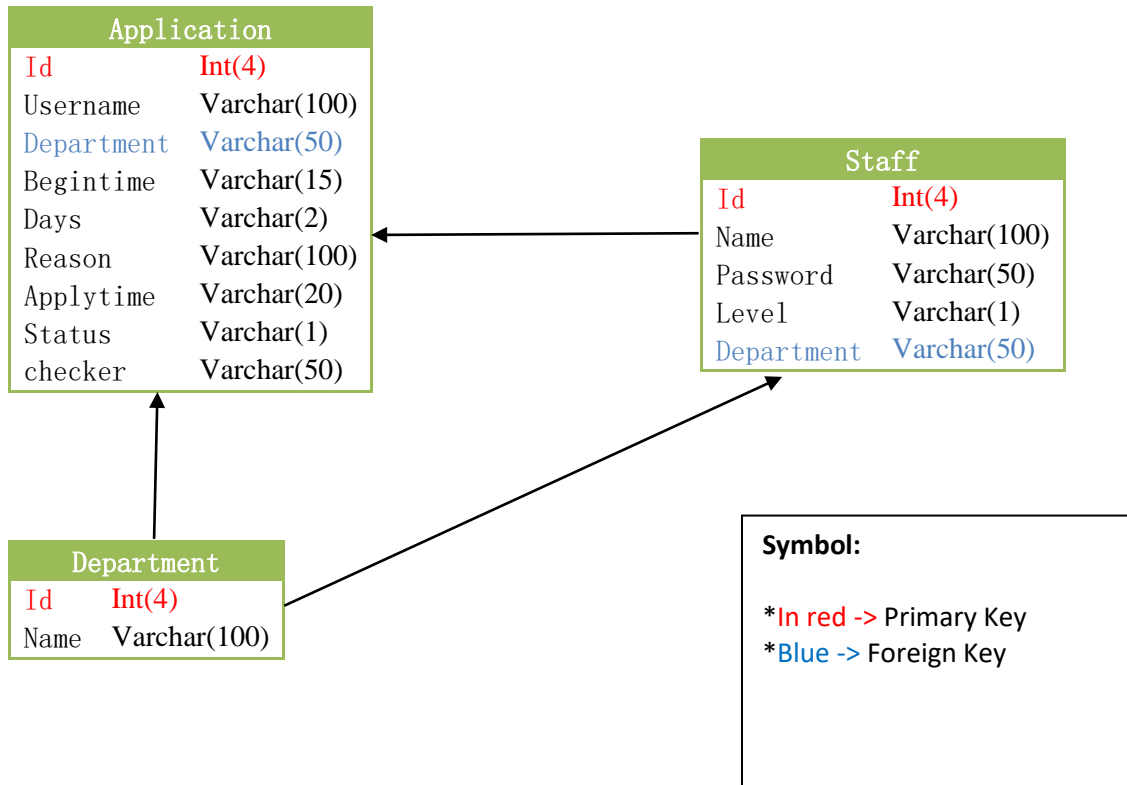 Application
Id Int(4)
Username Varchar(100)
Department Varchar(50)
Begintime Varchar(15)
Days Varchar(2)
Reason Varchar(100)
Applytime Varchar(20)
Status Varchar(1)
checker Varchar(50)
Staff
Id Int(4)
Name Varchar(100)
Password Varchar(50)
Level Varchar(1)
Department Varchar(50)
Department
Id Int(4)
Name Varchar(100)
Symbol:
*In red -> Primary Key
*Blue -> Foreign Key